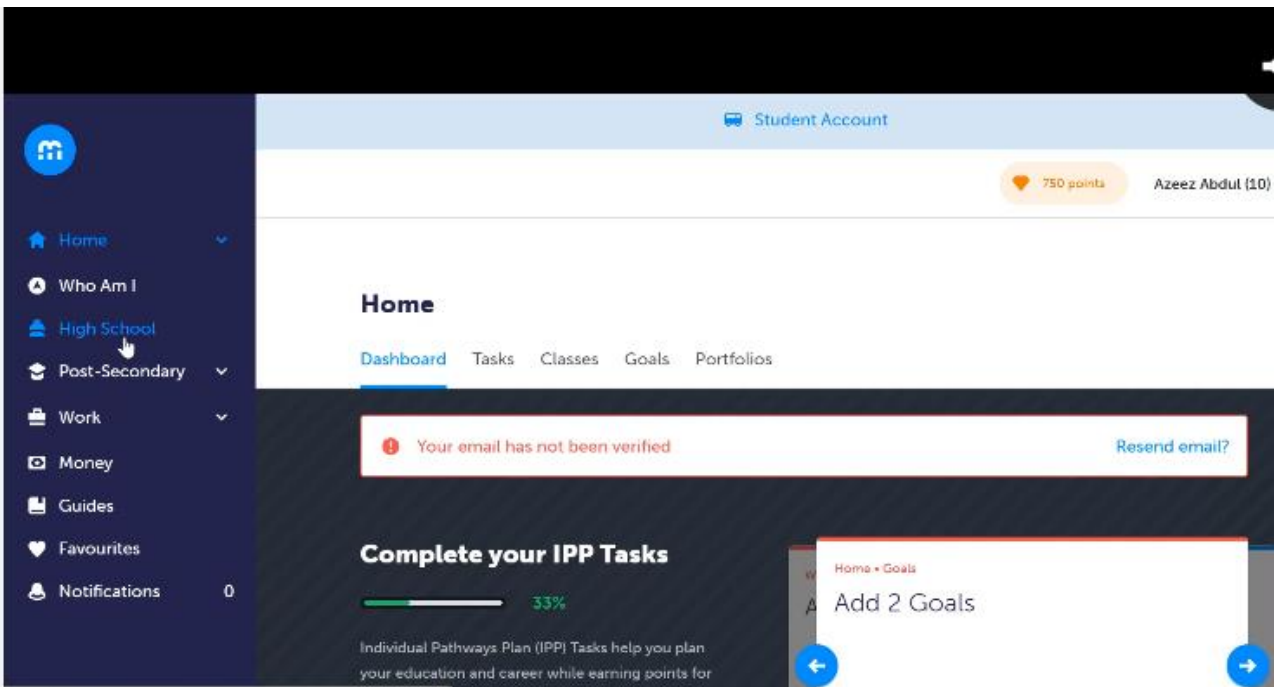 Student Account
750 points
Azeez Abdul (10)
Home
Who Am I
High School
Post-Secondary
Work
Money
Guides
Favourites
Notifications 0
Home
Dashboard Tasks Classes Goals Portfolios
Your email has not been verified Resend email?
Complete your IPP Tasks
33%
Individual Pathways Plan (IPP) Tasks help you plan
your education and career while earning points for
Home • Goals
Add 2 Goals